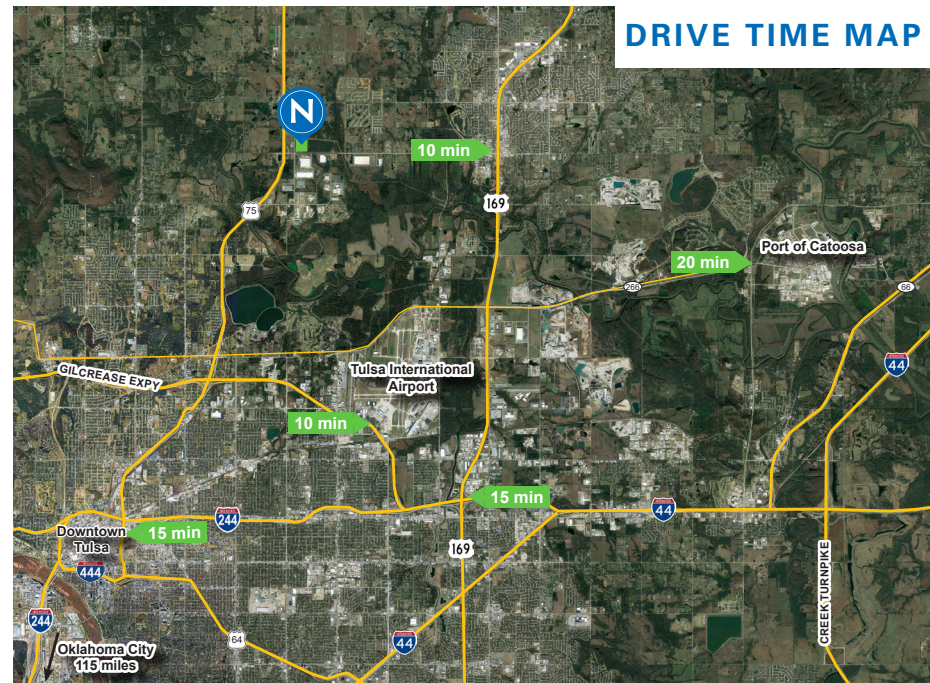 DRIVE TIME MAP
N
10 min
75
169
Port of Catoosa
20 min
266
66
44
GILCREASE EXPY
Tulsa International
Airport
10 min
15 min
244
44
Downtown
Tulsa
15 min
444
169
CREEK TURNPIKE
244
64
44
Oklahoma City
115 miles